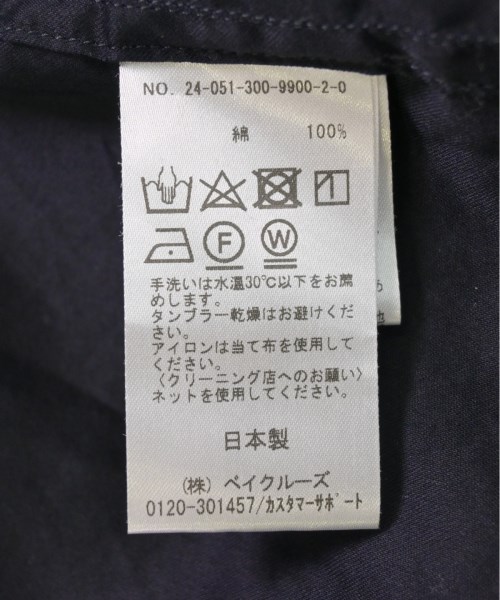 NO. 24-051-300-9900-2-0
綿 100%
F W
手洗いは水温30℃以下をお薦
めします。
タンブラー乾燥はお避けくださ
い。
アイロンは当て布を使用して
ください。
〈クリーニング店へのお願い〉
ネットを使用してください。
日本製
(株) ベイクルーズ
0120-301457/カスタマーサポート